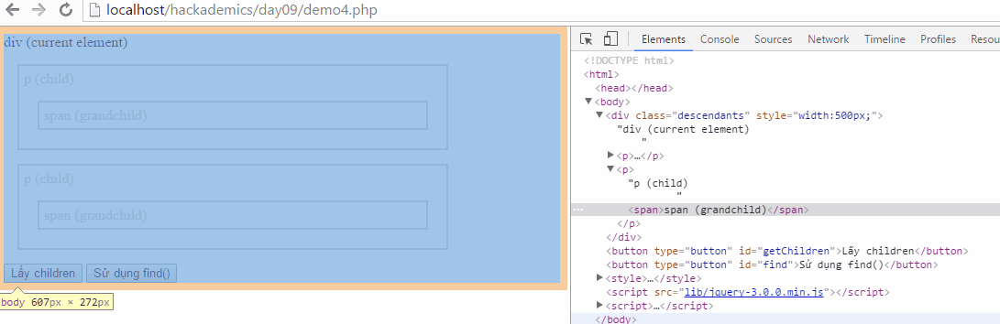 localhost/hackademics/day09/demo4.php
div (current element)
p (child)
span (grandchild)
p (child)
span (grandchild)
Lấy children Sử dụng find()
body 607px × 272px
Elements Console Sources Network Timeline Profiles Resou
<!DOCTYPE html>
<html>
<head></head>
▼<body>
▼<div class="descendants" style="width:500px;">
"div (current element)
"
▶<p>…</p>
▼<p>
"p (child)
"
<span>span (grandchild)</span>
</p>
</div>
<button type="button" id="getChildren">Lấy children</button>
<button type="button" id="find">Sử dụng find()</button>
▶<style>…</style>
<script src="lib/jquery-3.0.0.min.js"></script>
▶<script>…</script>
</body>